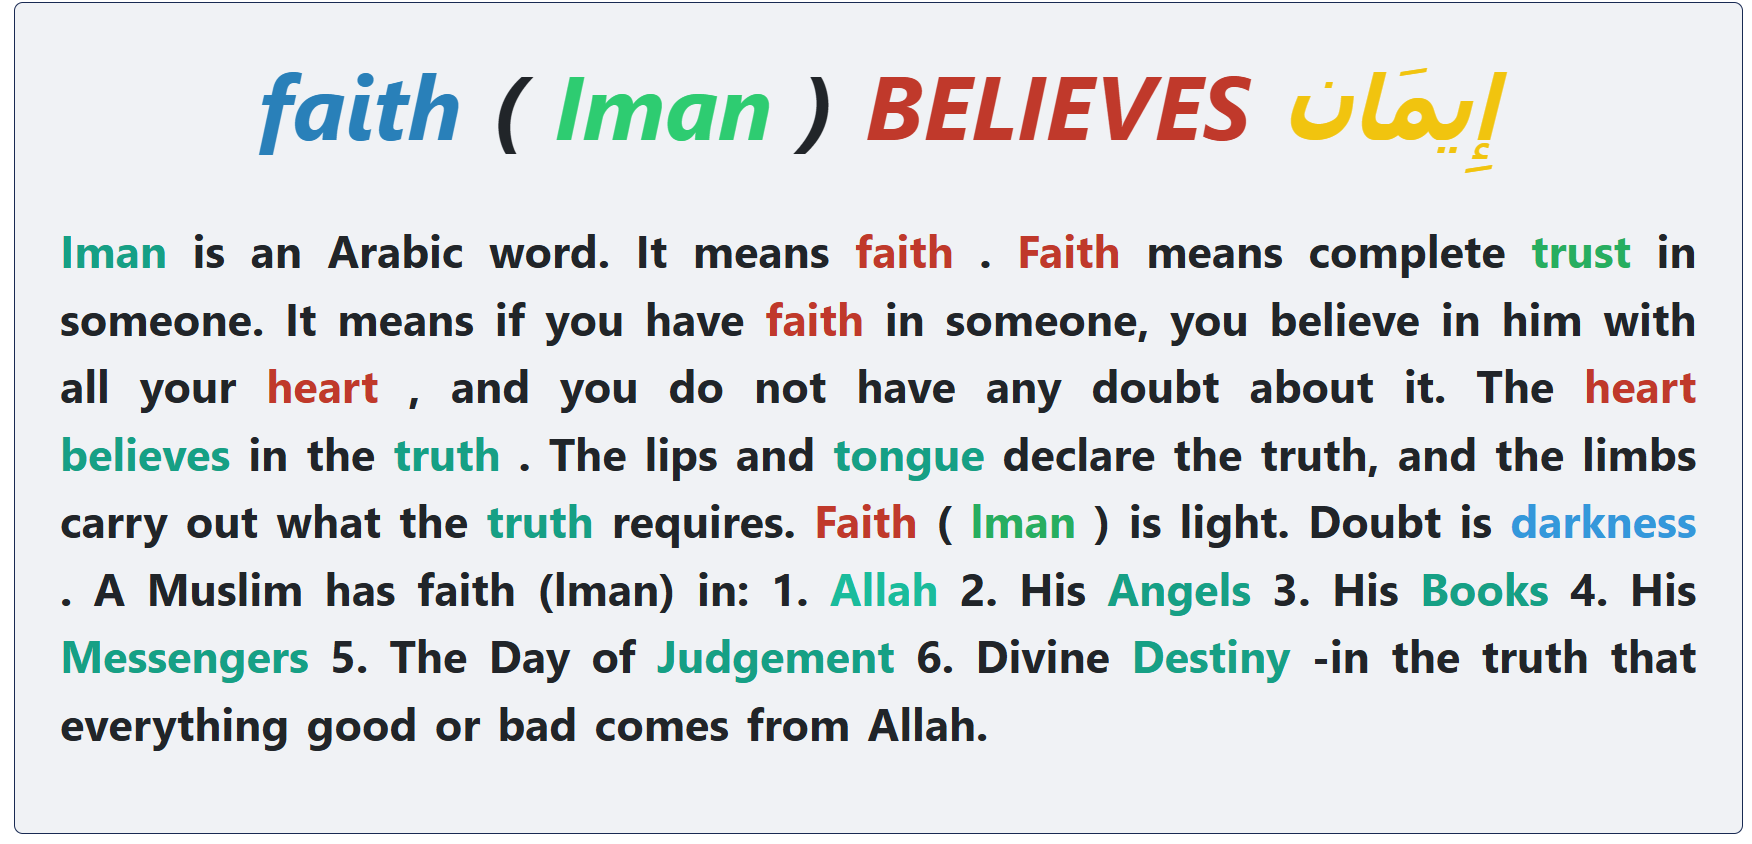 faith ( Iman ) BELIEVES إِيمَان
Iman is an Arabic word. It means faith . Faith means complete trust in
someone. It means if you have faith in someone, you believe in him with
all your heart , and you do not have any doubt about it. The heart
believes in the truth . The lips and tongue declare the truth, and the limbs
carry out what the truth requires. Faith ( Iman ) is light. Doubt is darkness
. A Muslim has faith (lman) in: 1. Allah 2. His Angels 3. His Books 4. His
Messengers 5. The Day of Judgement 6. Divine Destiny -in the truth that
everything good or bad comes from Allah.